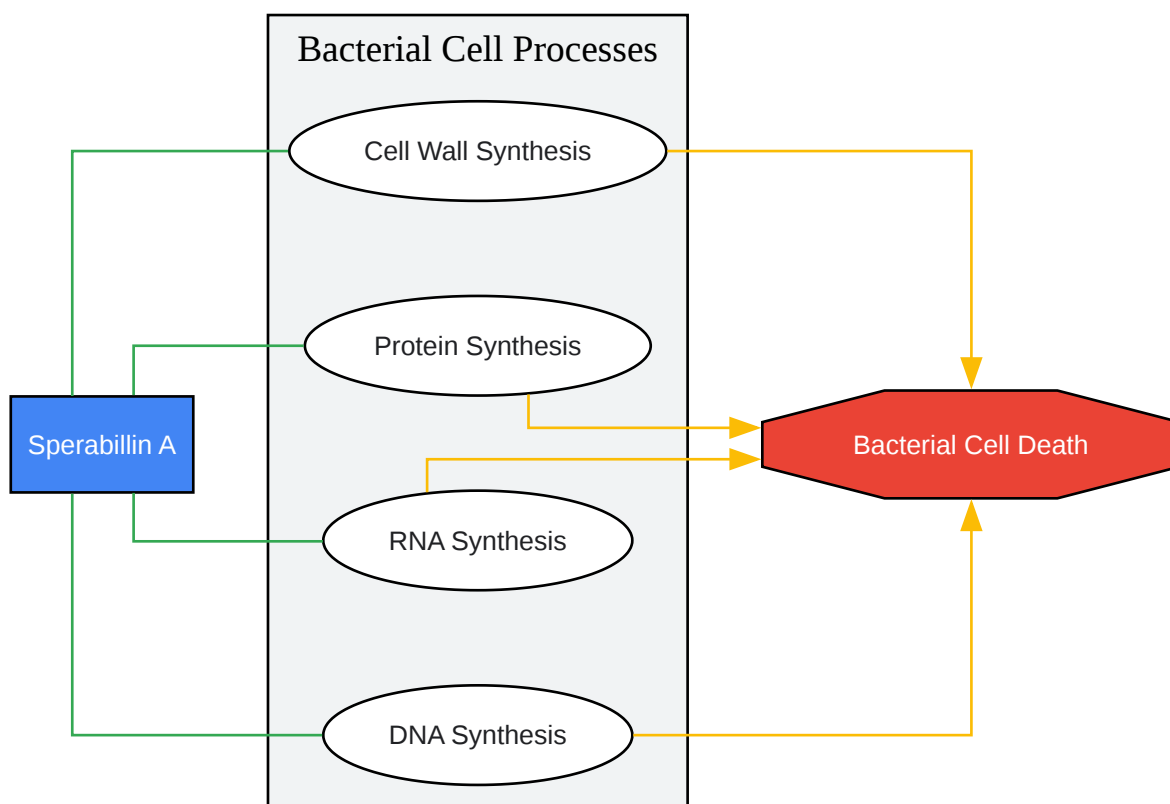 Bacterial Cell Processes
Cell Wall Synthesis
Protein Synthesis
Sperabillin A
Bacterial Cell Death
RNA Synthesis
DNA Synthesis